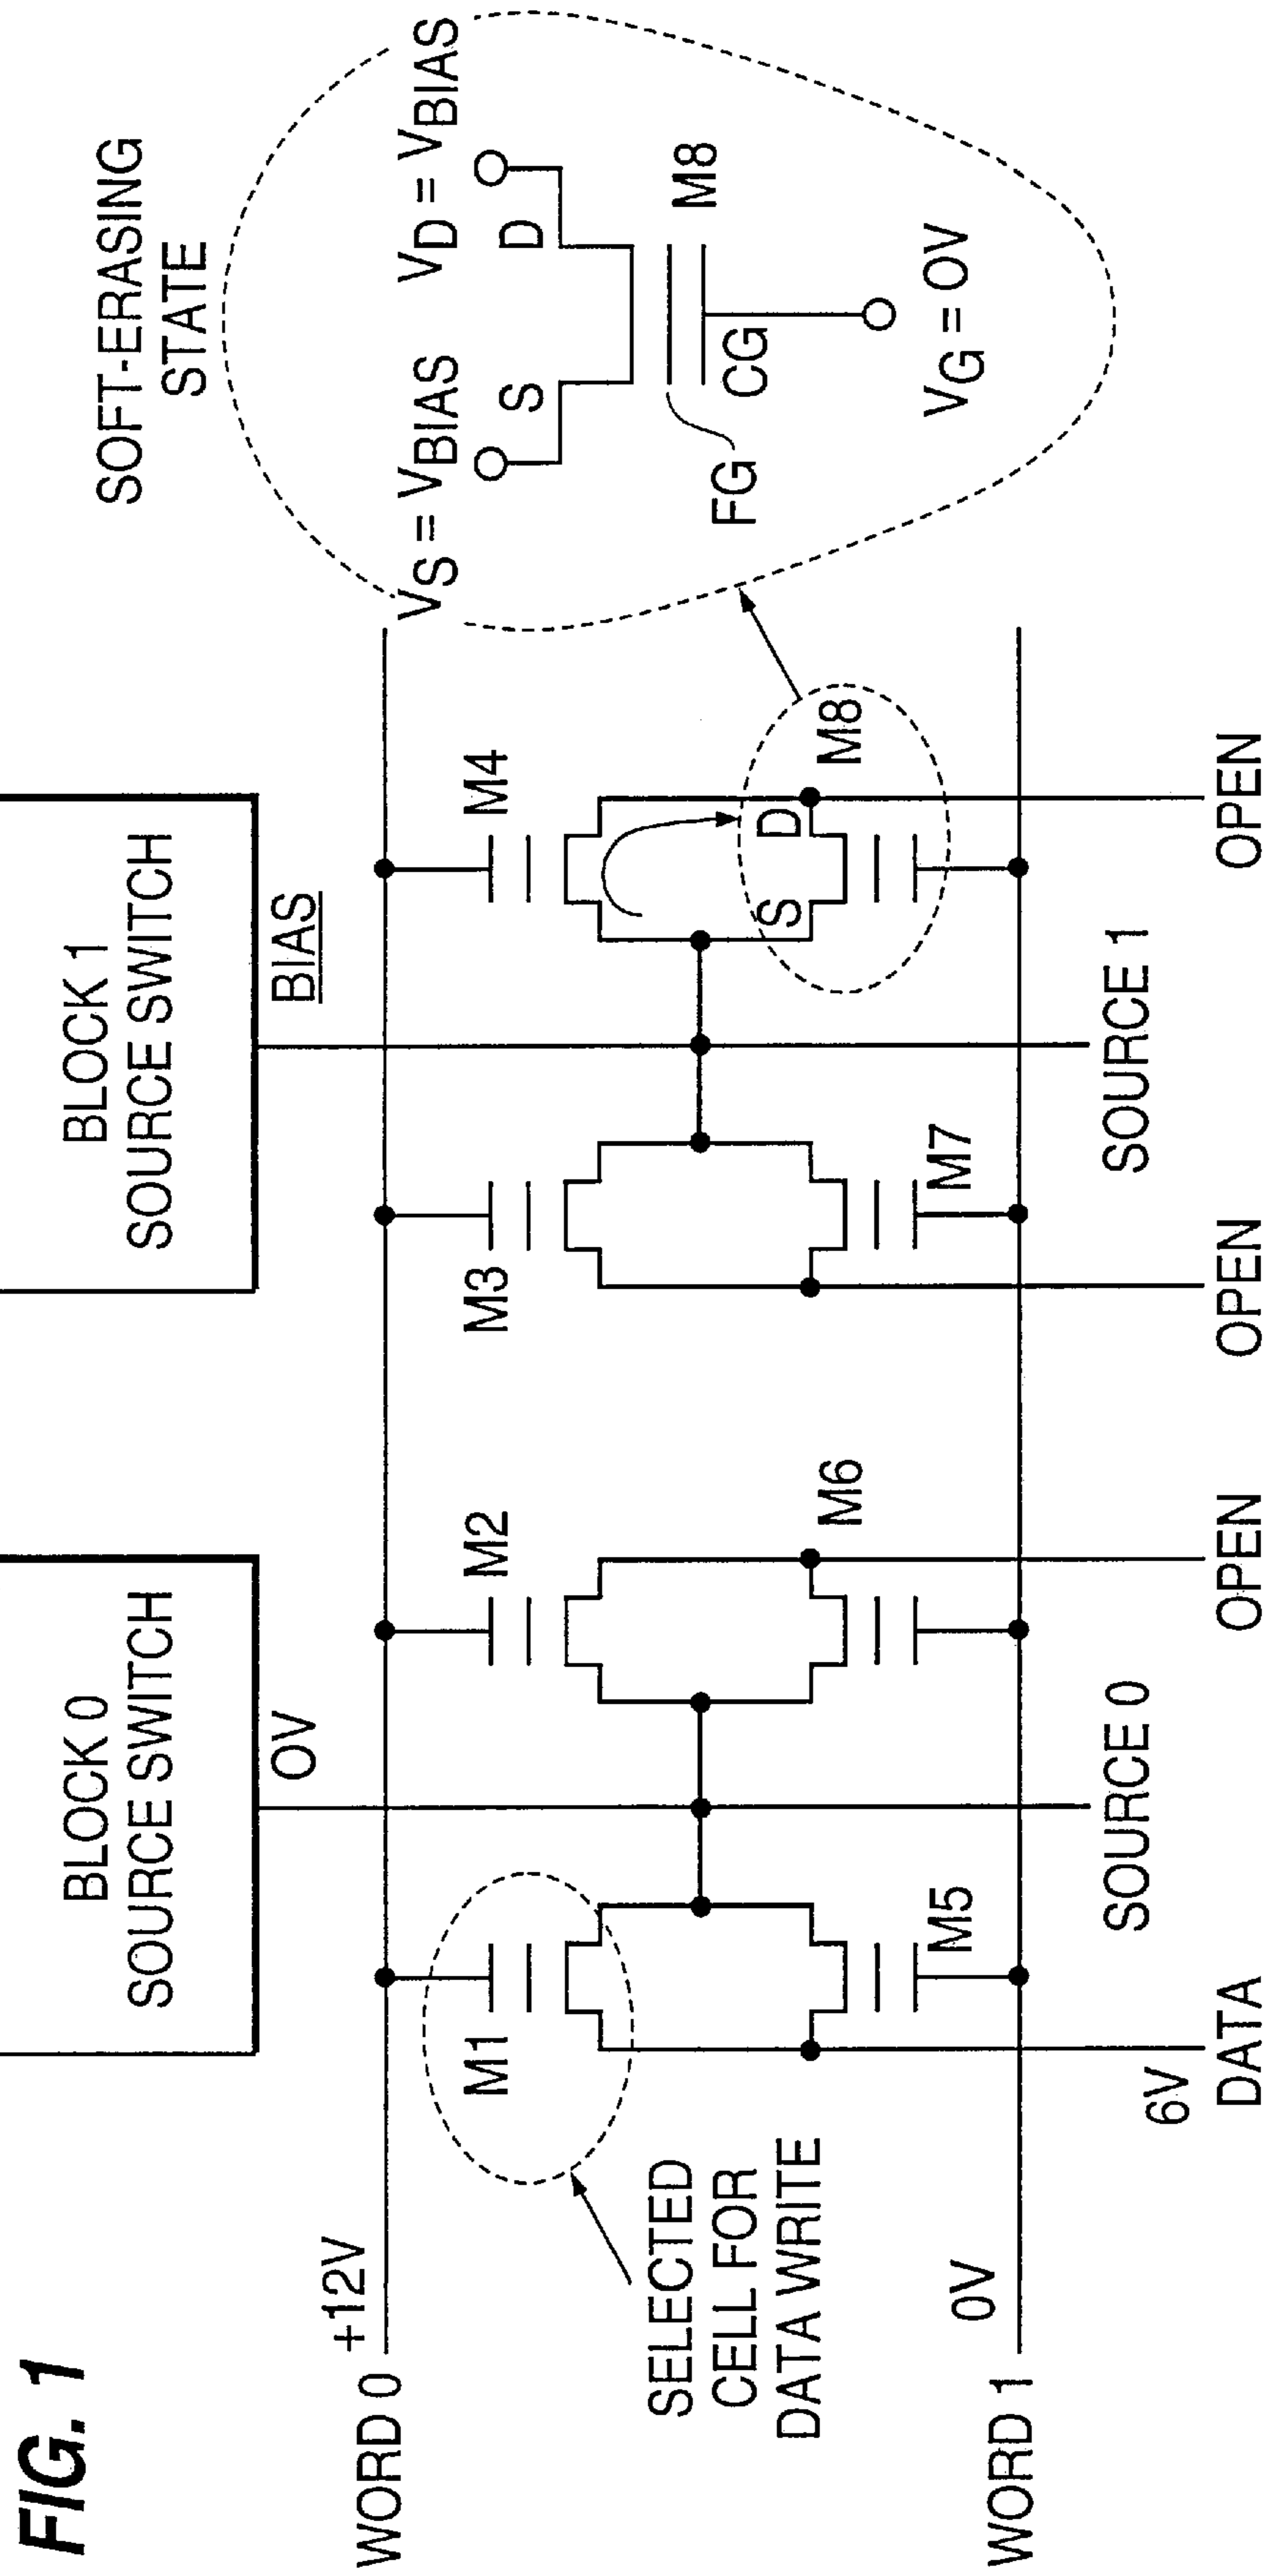 FIG. 1
BLOCK 0
SOURCE SWITCH
BLOCK 1
SOURCE SWITCH
SOFT-ERASING
STATE
0V
BIAS
WORD 0
+12V
M1
M2
M3
M4
VS = VBIAS
VD = VBIAS
S
D
FG
CG
M8
VG = 0V
SELECTED
CELL FOR
DATA WRITE
S
D
M5
M6
M7
M8
WORD 1
0V
SOURCE 0
SOURCE 1
6V
DATA
OPEN
OPEN
OPEN